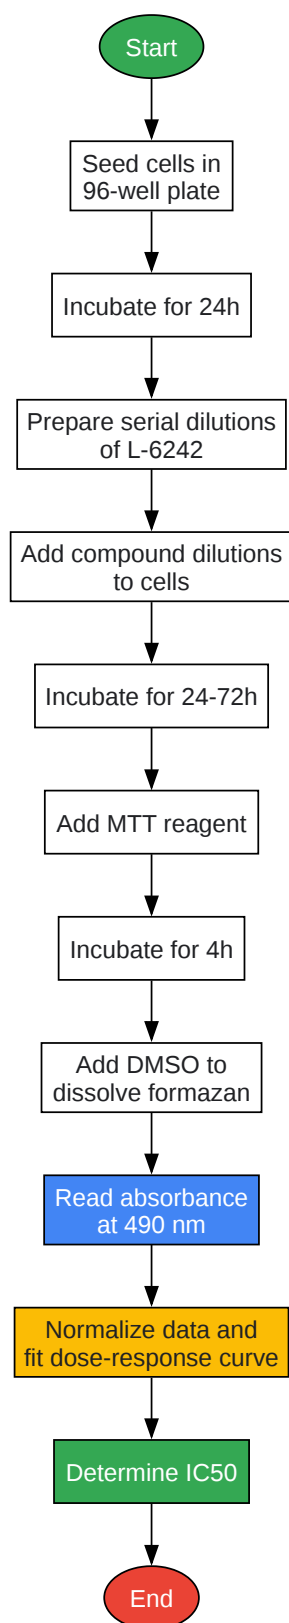 Start
Seed cells in
96-well plate
Incubate for 24h
Prepare serial dilutions
of L-6242
Add compound dilutions
to cells
Incubate for 24-72h
Add MTT reagent
Incubate for 4h
Add DMSO to
dissolve formazan
Read absorbance
at 490 nm
Normalize data and
fit dose-response curve
Determine IC50
End